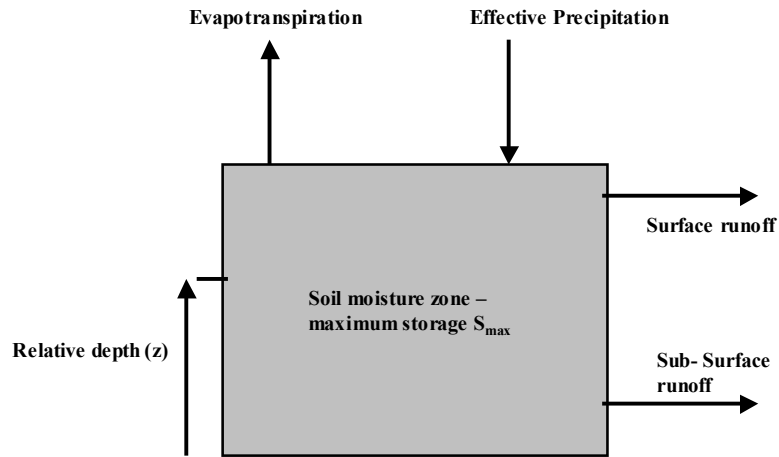 Evapotranspiration
Effective Precipitation
Surface runoff
Soil moisture zone –
maximum storage Smax
Relative depth (z)
Sub- Surface
runoff